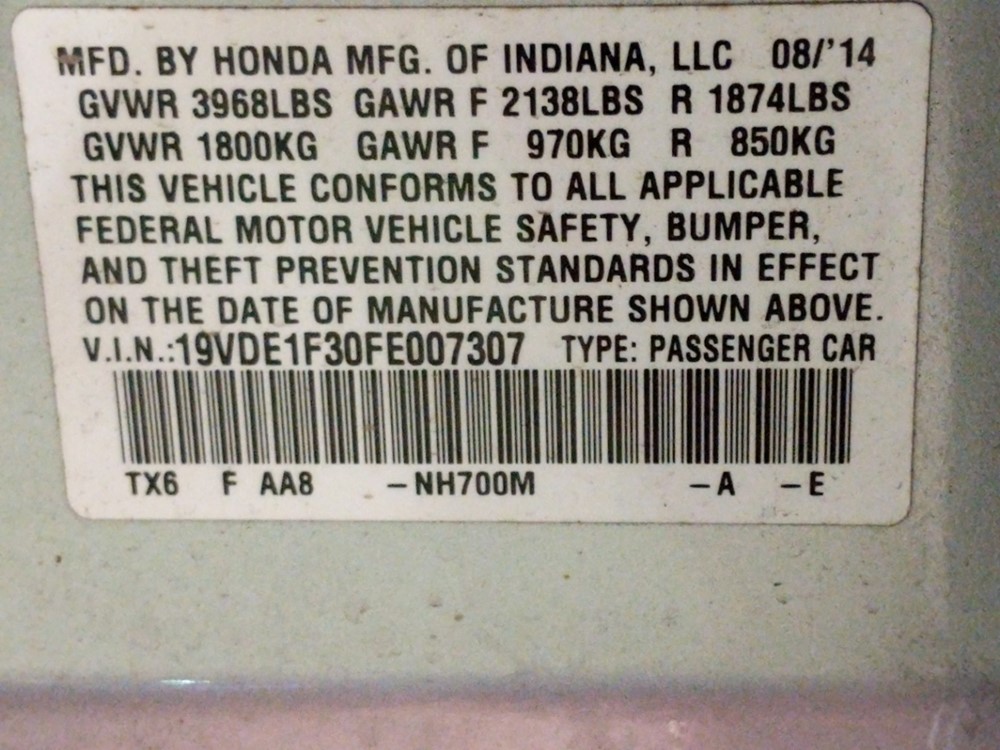 MFD. BY HONDA MFG. OF INDIANA, LLC 08/'14
GVWR 3968LBS GAWR F 2138LBS R 1874LBS
GVWR 1800KG GAWR F 970KG R 850KG
THIS VEHICLE CONFORMS TO ALL APPLICABLE
FEDERAL MOTOR VEHICLE SAFETY, BUMPER,
AND THEFT PREVENTION STANDARDS IN EFFECT
ON THE DATE OF MANUFACTURE SHOWN ABOVE.
V.I.N.:19VDE1F30FE007307 TYPE: PASSENGER CAR
TX6 F AA8 -NH700M -A -E